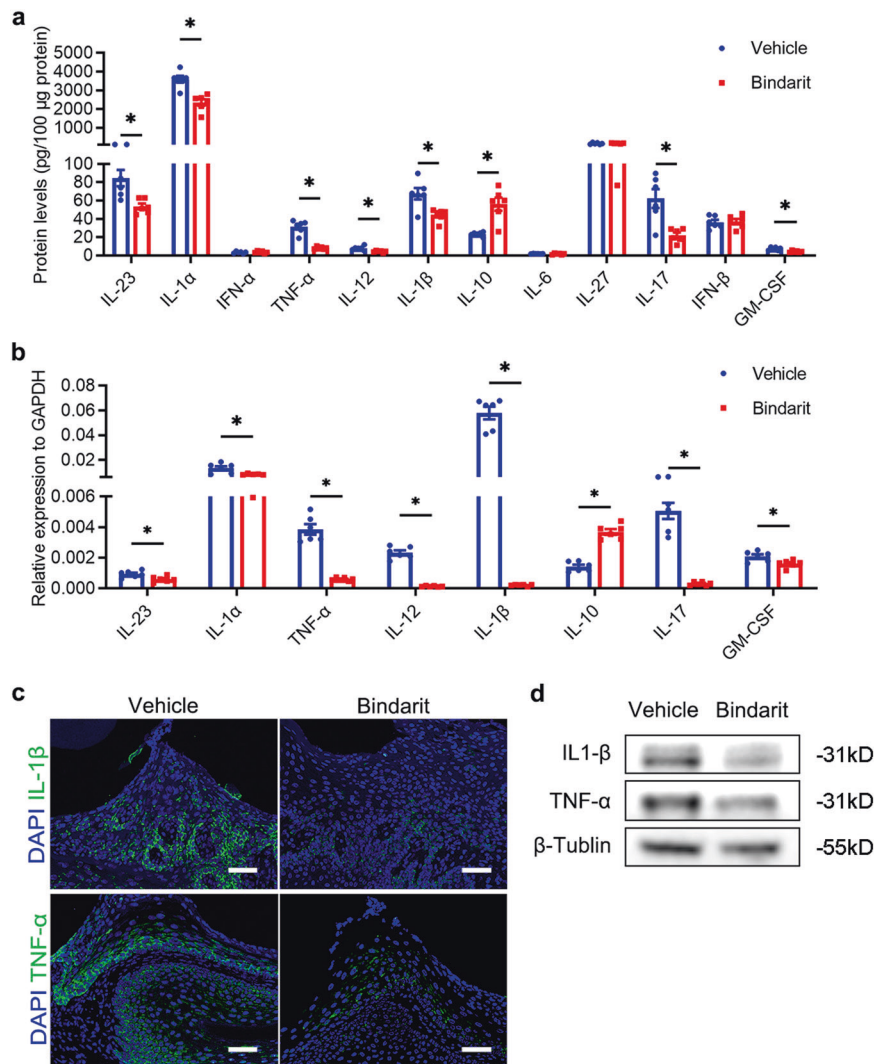 a
Protein levels (pg/100 μg protein)
5000
4000
3000
2000
1000
100
80
60
40
20
0
* * * * * * * *
Vehicle
Bindarit
IL-23 IL-1α IFN-α TNF-α IL-12 IL-1β IL-10 IL-6 IL-27 IL-17 IFN-β GM-CSF
b
Relative expression to GAPDH
0.08
0.06
0.04
0.02
0.006
0.004
0.002
0.000
* * * * * * * *
Vehicle
Bindarit
IL-23 IL-1α TNF-α IL-12 IL-1β IL-10 IL-17 GM-CSF
c
Vehicle Bindarit
DAPI IL-1β
DAPI TNF-α
d
Vehicle Bindarit
IL1-β -31kD
TNF-α -31kD
β-Tublin -55kD